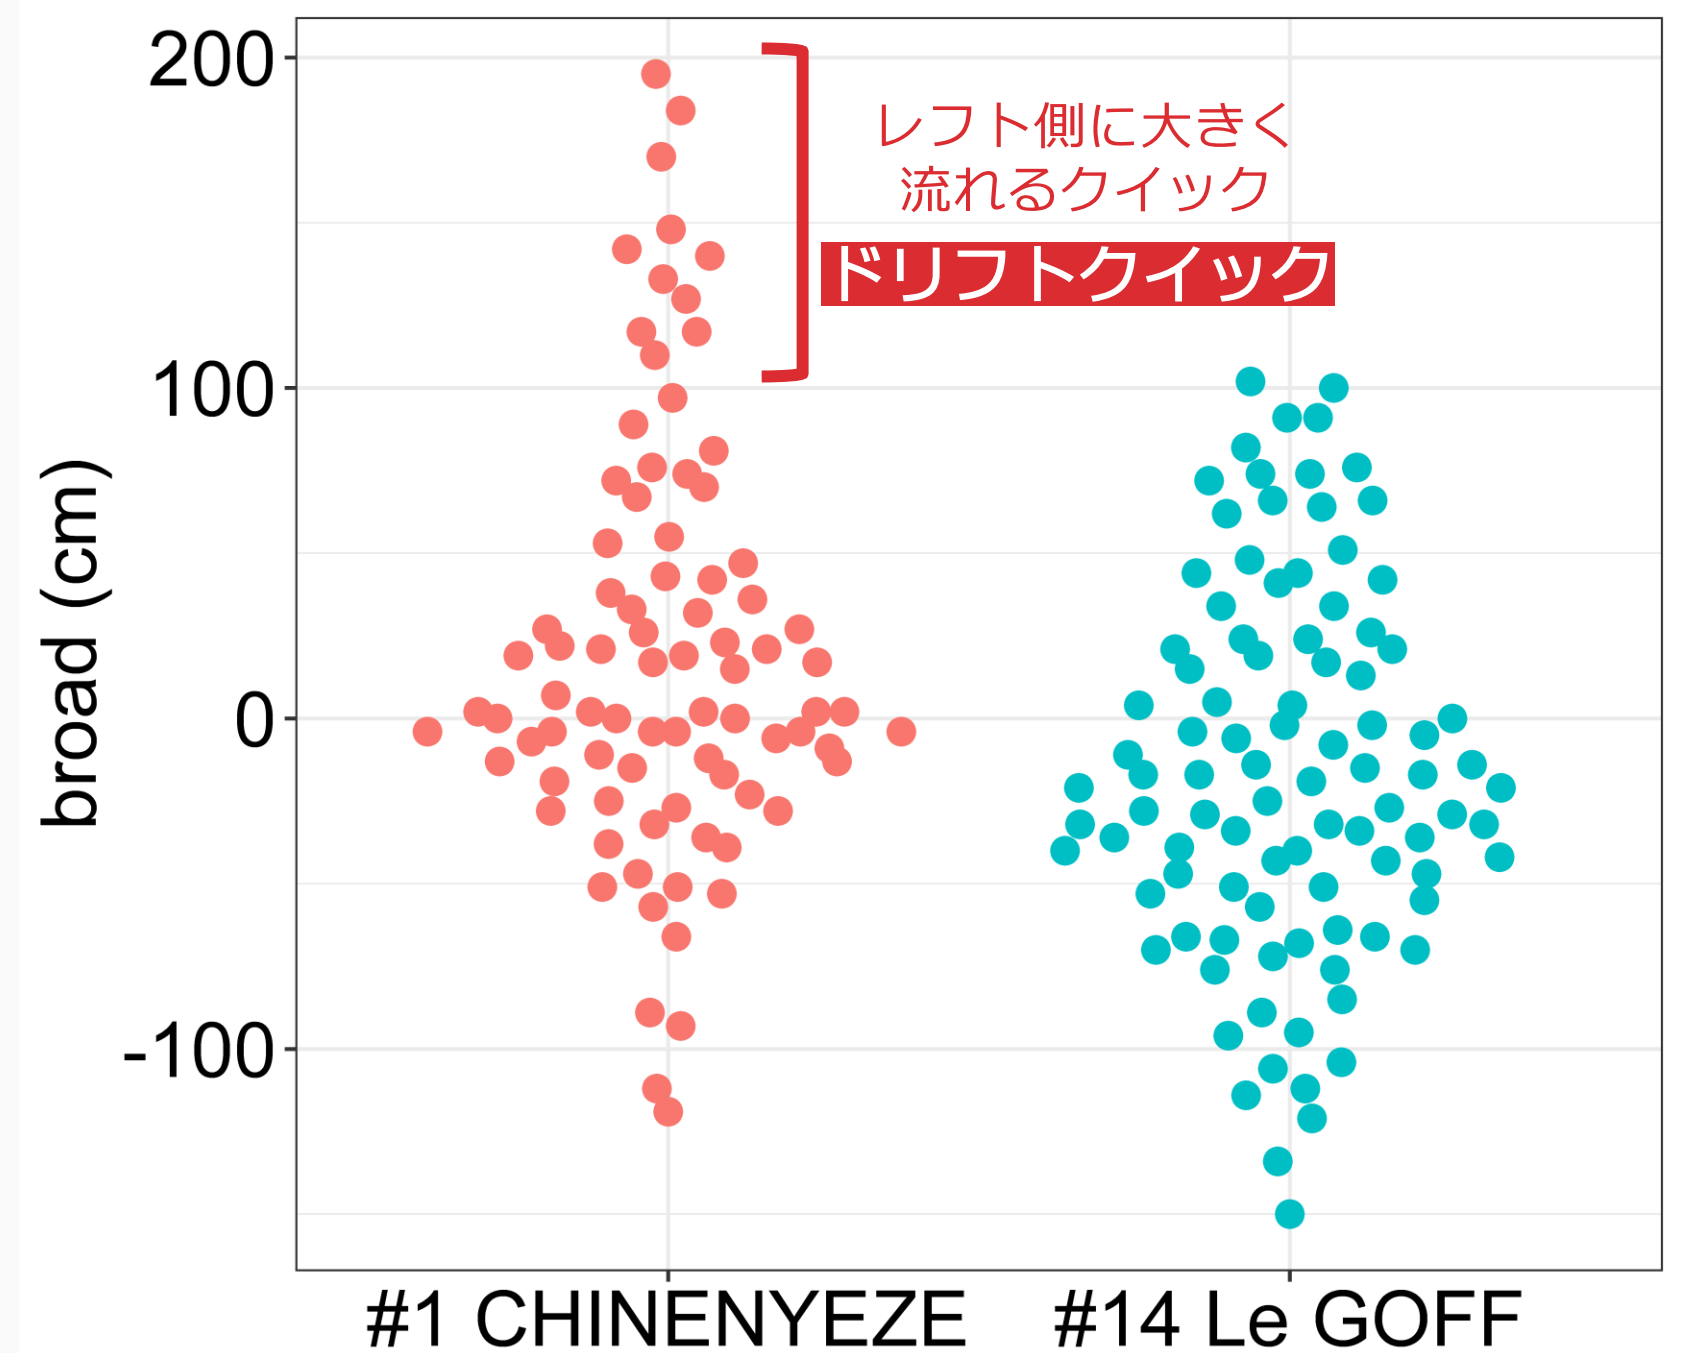 200
レフト側に大きく
流れるクイック
ドリフトクイック
100
broad (cm)
0
-100
#1 CHINENYEZE
#14 Le GOFF